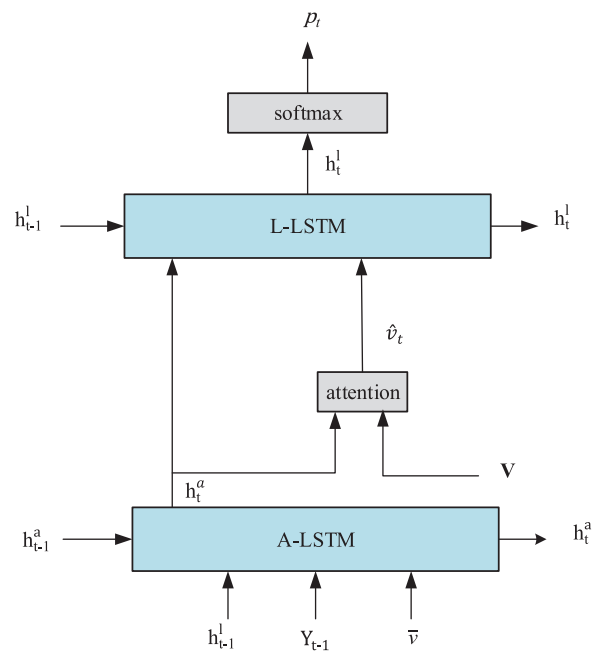 p_t
softmax
h_t^l
h_{t-1}^l L-LSTM h_t^l
v̂_t
attention
h_t^a V
h_{t-1}^a A-LSTM h_t^a
h_{t-1}^l Y_{t-1} v̅